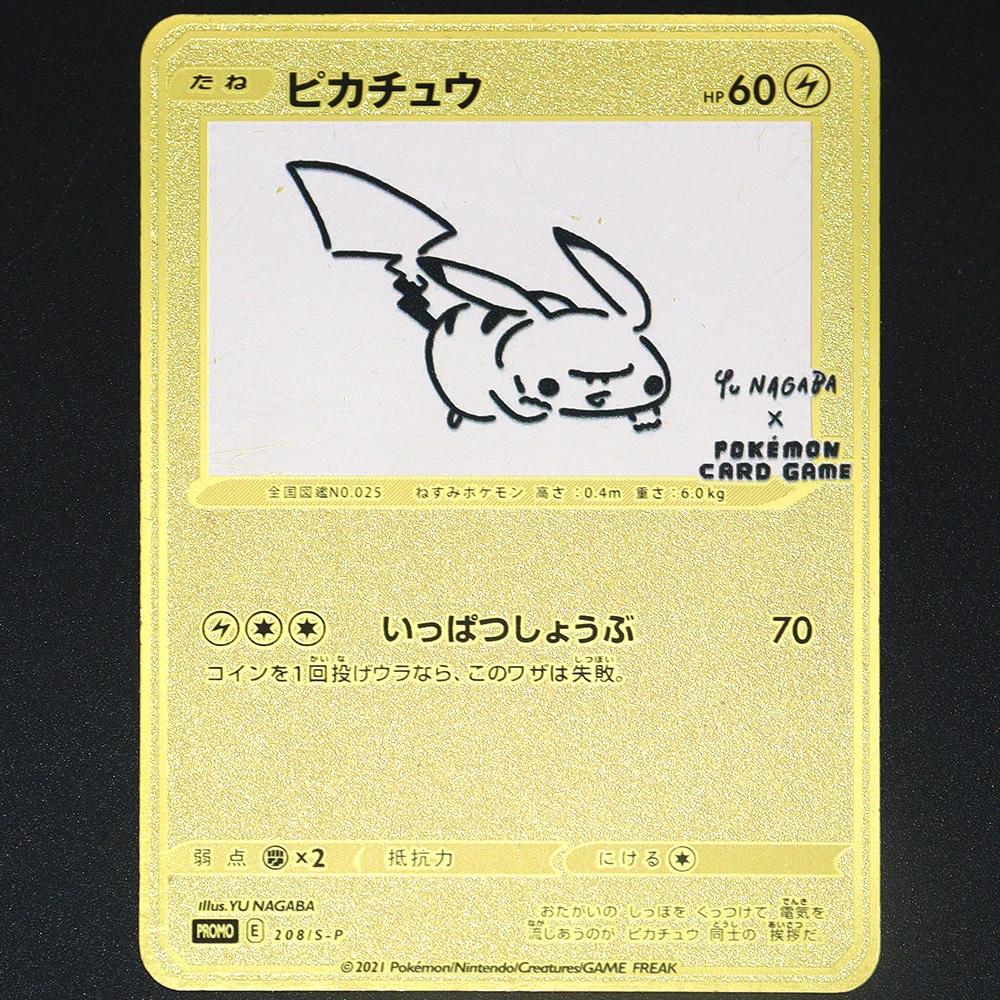 たね ピカチュウ HP 60
Yu NAGABA
×
POKÉMON
CARD GAME
全国図鑑NO.025 ねずみポケモン 高さ:0.4m 重さ:6.0kg
いっぱつしょうぶ 70
コインを1回投げウラなら、このワザは失敗。
弱点 ×2 抵抗力 にげる
Illus.YU NAGABA
PROMO E 208/S-P
おたがいの しっぽを くっつけて 電気を
流しあうのが ピカチュウ 同士の 挨拶だ。
©2021 Pokémon/Nintendo/Creatures/GAME FREAK